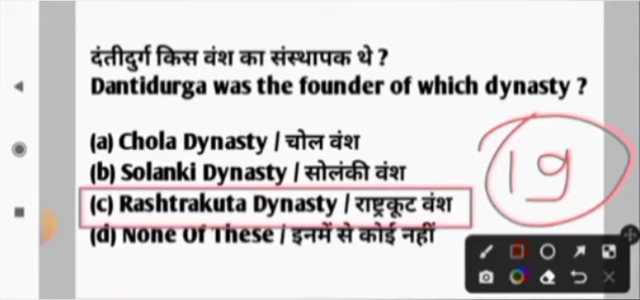 दंतीदुर्ग किस वंश का संस्थापक थे ?
Dantidurga was the founder of which dynasty ?
(a) Chola Dynasty / चोल वंश
(b) Solanki Dynasty / सोलंकी वंश
(c) Rashtrakuta Dynasty / राष्ट्रकूट वंश
(d) None Of These / इनमें से कोई नहीं
19